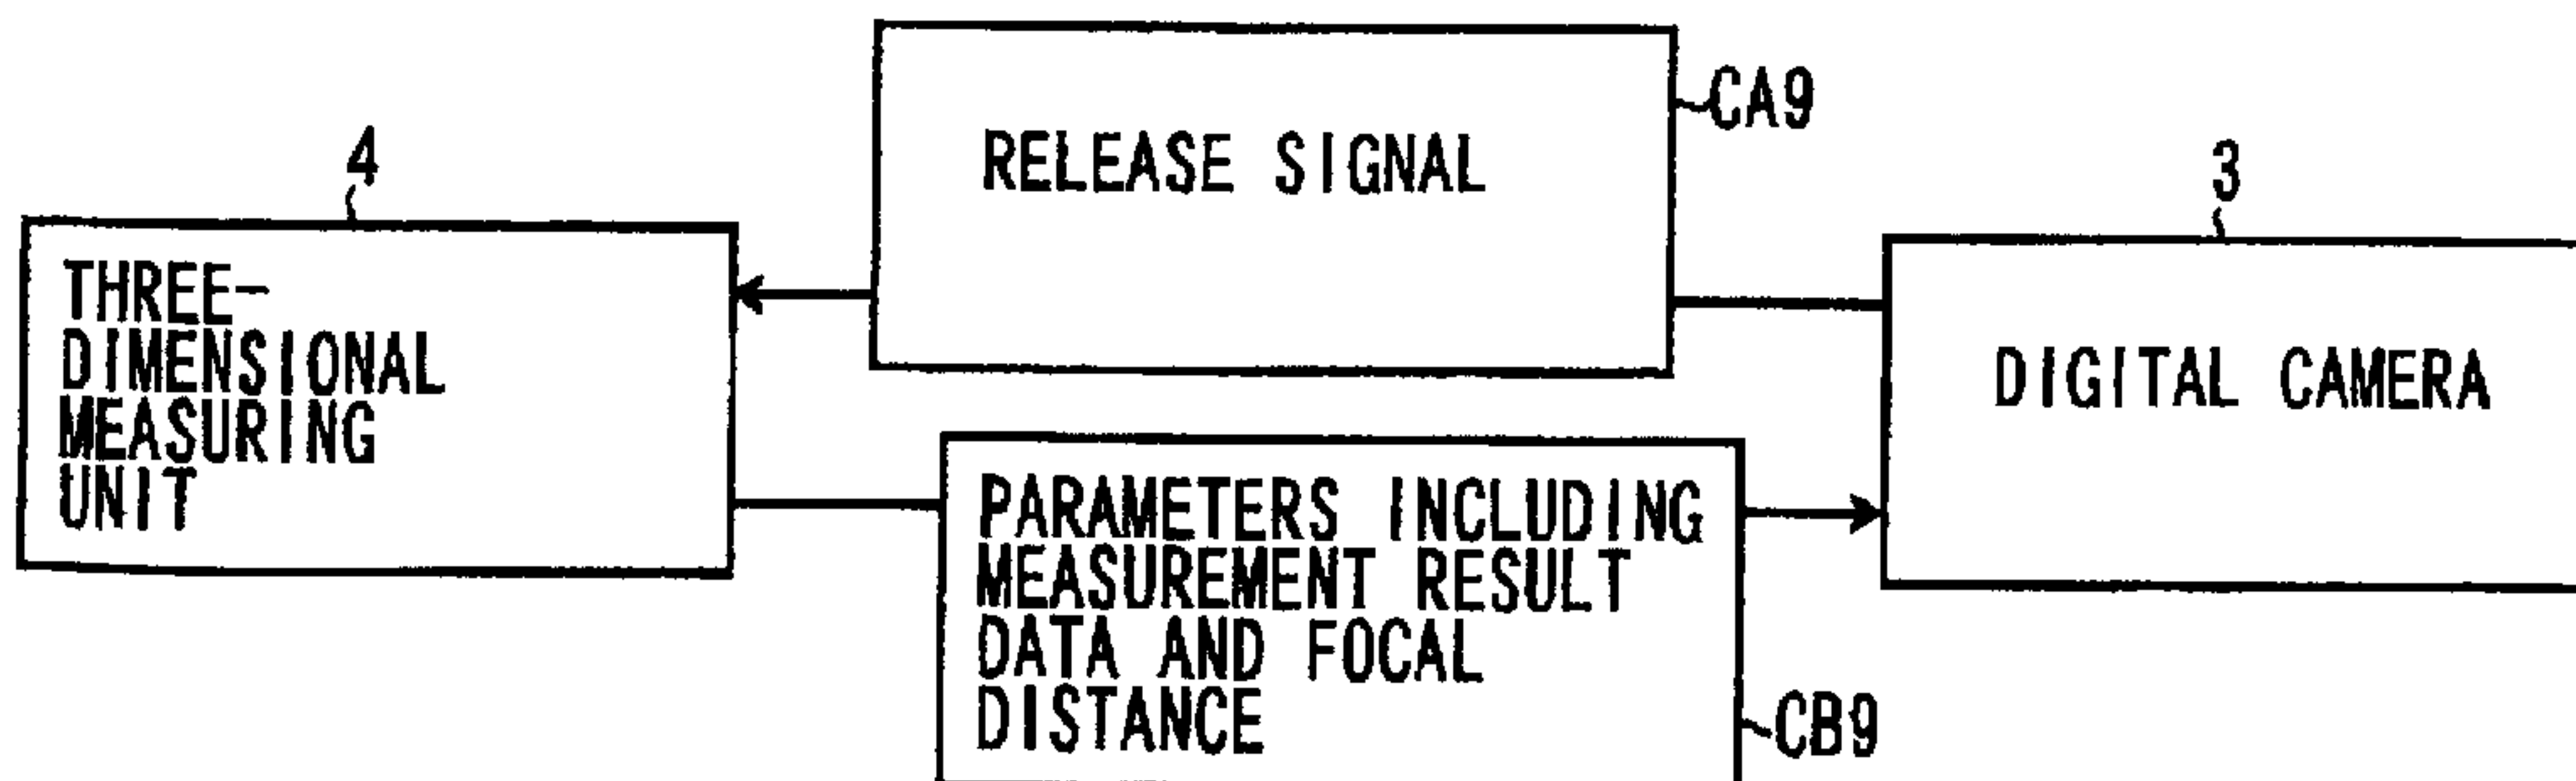 CA9
RELEASE SIGNAL
4
3
THREE-
DIMENSIONAL
MEASURING
UNIT
DIGITAL CAMERA
PARAMETERS INCLUDING
MEASUREMENT RESULT
DATA AND FOCAL
DISTANCE
CB9